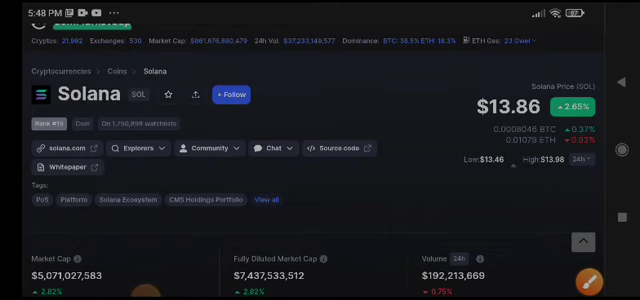 5:48 PM
87
Cryptos: 21,982 Exchanges: 530 Market Cap: $861,676,880,479 24h Vol: $37,233,149,577 Dominance: BTC: 38.5% ETH: 18.3% ETH Gas: 23 Gwei
Cryptocurrencies > Coins > Solana
Solana SOL + Follow
Rank #15 Coin On 1,790,898 watchlists
Solana Price (SOL)
$13.86 2.65%
0.0008046 BTC 0.37%
0.01079 ETH 0.92%
Low: $13.46 High: $13.98 24h
solana.com Explorers Community Chat Source code
Whitepaper
Tags:
PoS Platform Solana Ecosystem CMS Holdings Portfolio View all
Market Cap Fully Diluted Market Cap Volume 24h
$5,071,027,583 $7,437,533,512 $192,213,669
2.82% 2.82% 0.75%